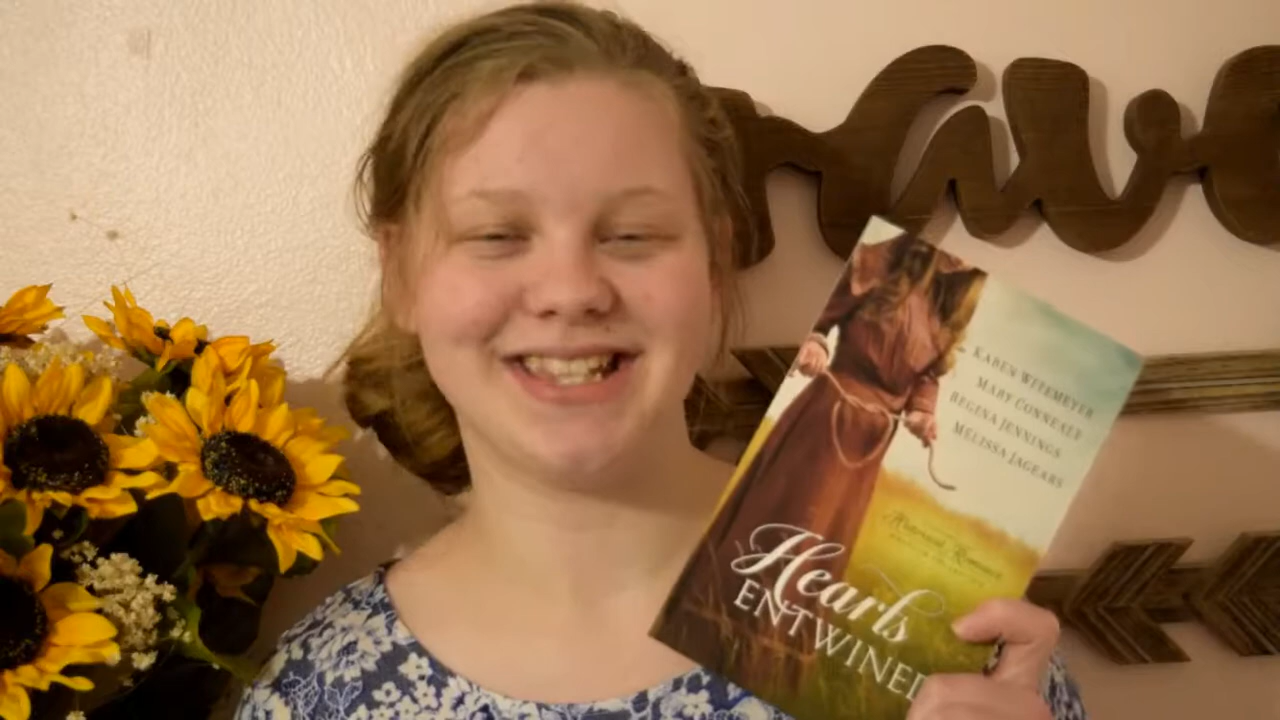 KAREN WITEMEYER
MARY CONNEALY
REGINA JENNINGS
MELISSA JAGEARS
Historical Romance
Hearts
ENTWINED